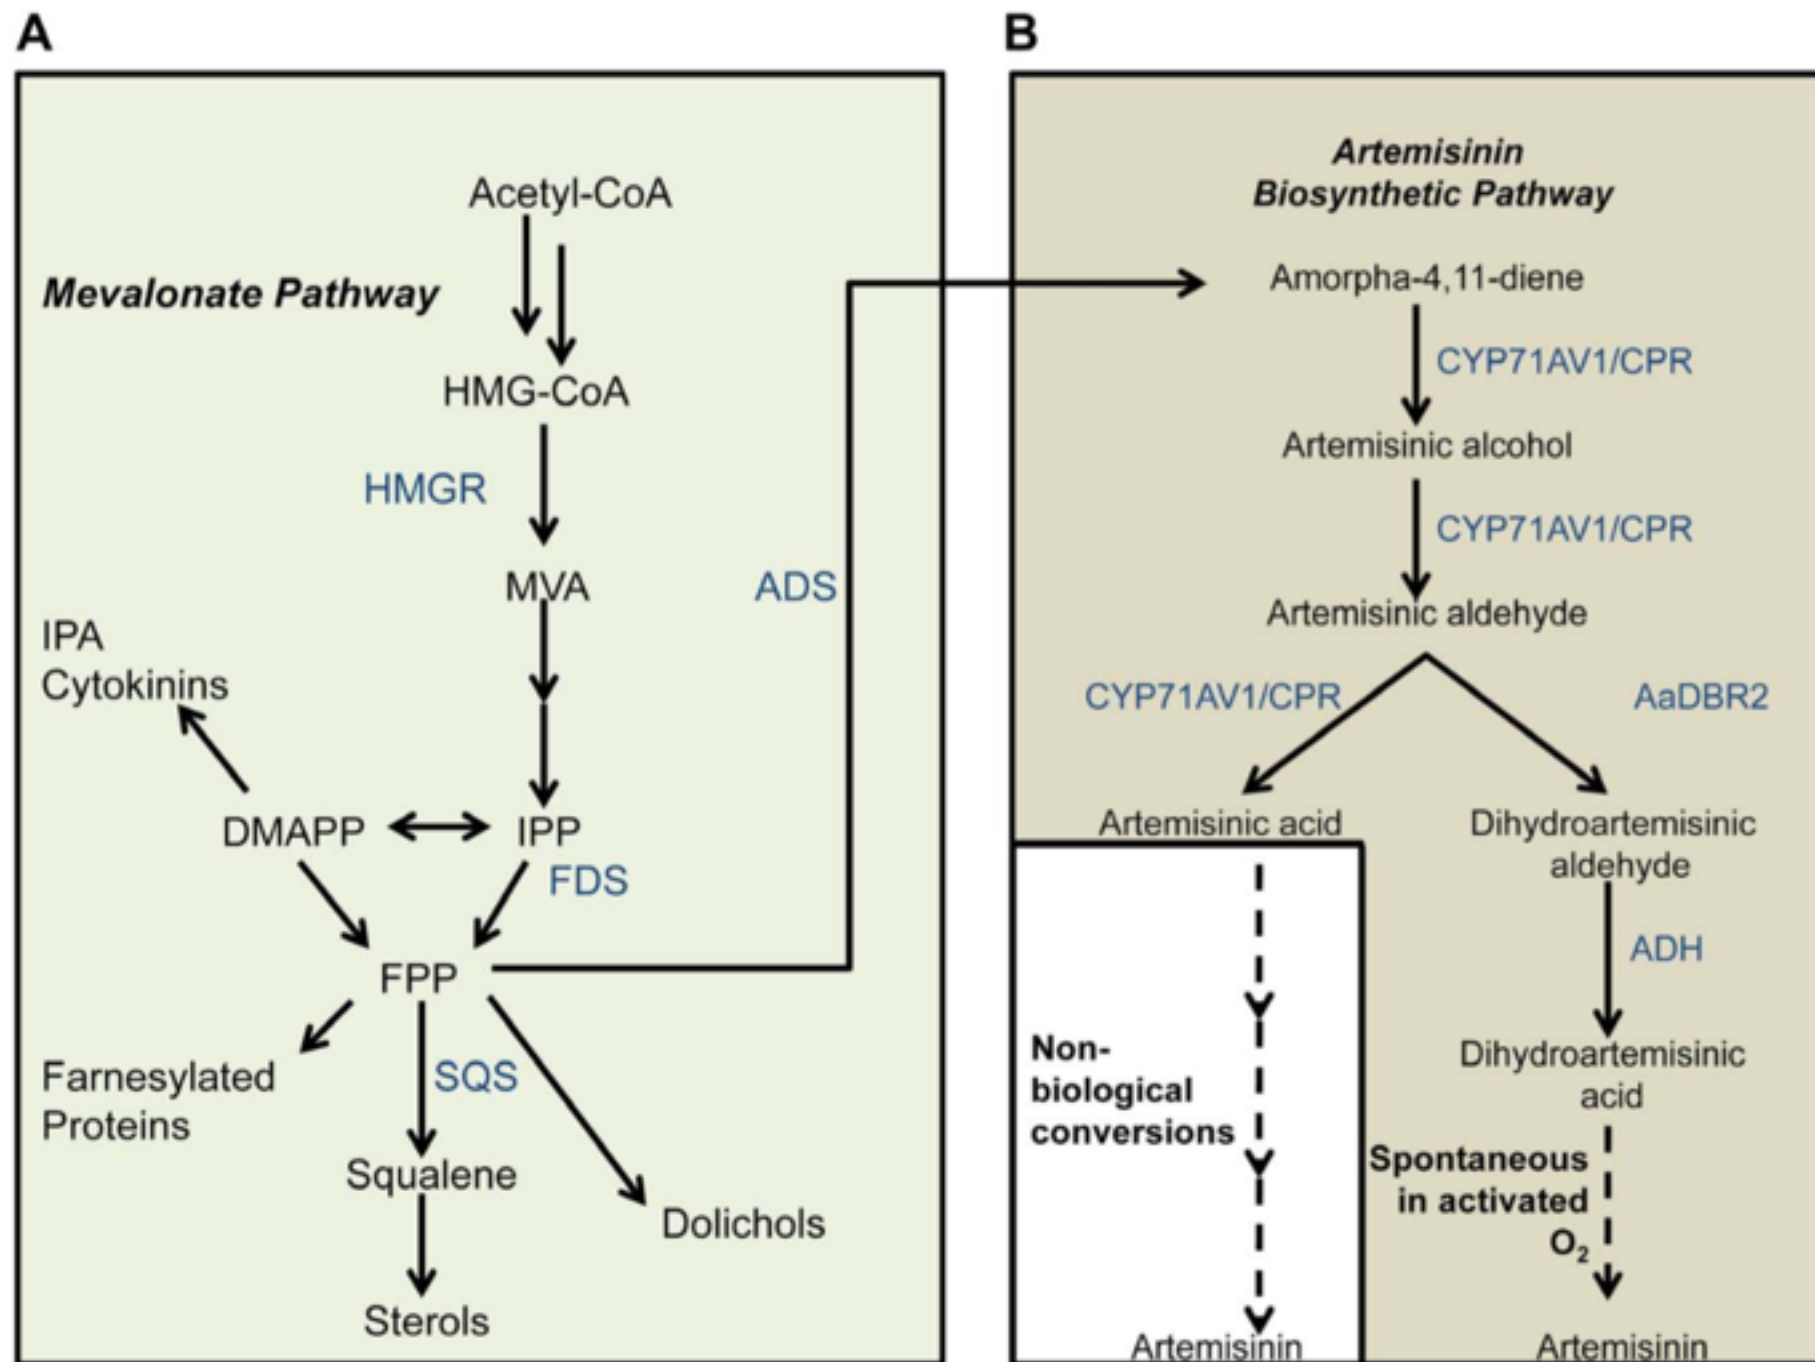 A
Acetyl-CoA
Mevalonate Pathway
HMG-CoA
HMGR
MVA
ADS
IPA
Cytokinins
DMAPP
IPP
FDS
FPP
Farnesylated
Proteins
SQS
Squalene
Dolichols
Sterols
B
Artemisinin
Biosynthetic Pathway
Amorpha-4,11-diene
CYP71AV1/CPR
Artemisinic alcohol
CYP71AV1/CPR
Artemisinic aldehyde
CYP71AV1/CPR
AaDBR2
Artemisinic acid
Dihydroartemisinic
aldehyde
ADH
Dihydroartemisinic
acid
Non-
biological
conversions
Spontaneous
in activated
O₂
Artemisinin
Artemisinin